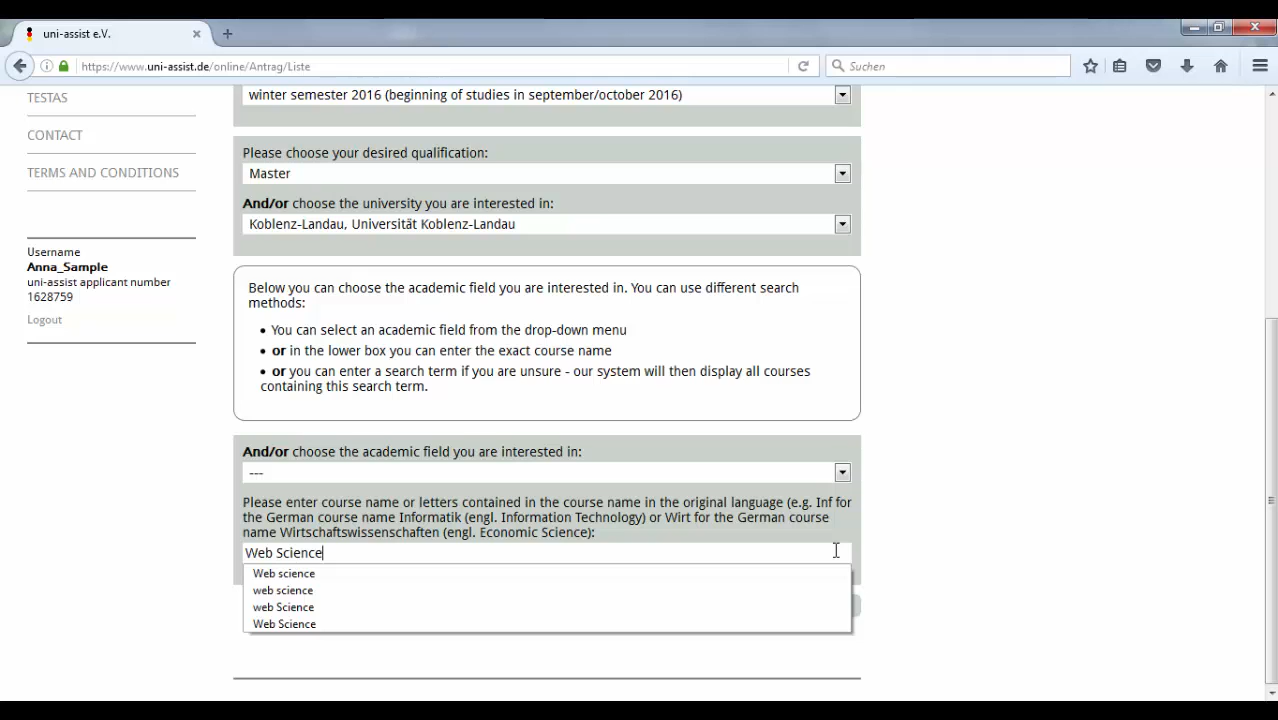 uni-assist e.V.
https://www.uni-assist.de/online/Antrag/Liste
Suchen
TESTAS
CONTACT
TERMS AND CONDITIONS
Username
Anna_Sample
uni-assist applicant number
1628759
Logout
winter semester 2016 (beginning of studies in september/october 2016)
Please choose your desired qualification:
Master
And/or choose the university you are interested in:
Koblenz-Landau, Universität Koblenz-Landau
Below you can choose the academic field you are interested in. You can use different search
methods:
• You can select an academic field from the drop-down menu
• or in the lower box you can enter the exact course name
• or you can enter a search term if you are unsure - our system will then display all courses
containing this search term.
And/or choose the academic field you are interested in:
---
Please enter course name or letters contained in the course name in the original language (e.g. Inf for
the German course name Informatik (engl. Information Technology) or Wirt for the German course
name Wirtschaftswissenschaften (engl. Economic Science):
Web Science
Web science
web science
web Science
Web Science